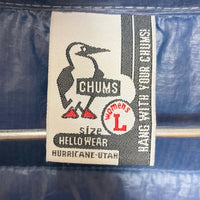 CHUMS
women's
L
size
HELLO WEAR
HURRICANE-UTAH
HANG WITH YOUR CHUMS!